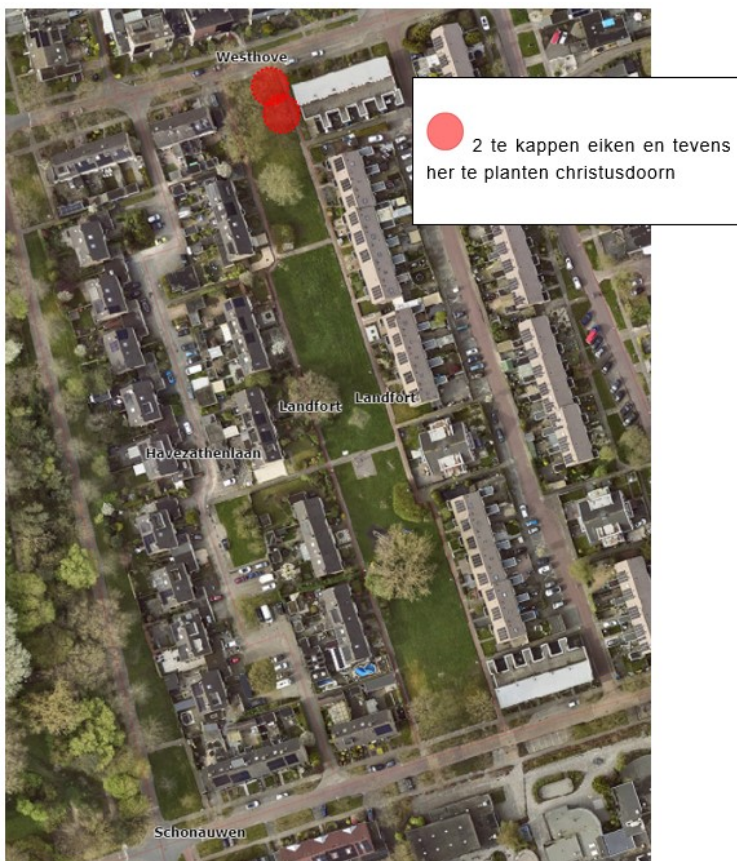 Westhove
2 te kappen eiken en tevens
her te planten christusdoorn
Landfort
Landfort
Havezathenlaan
Schonauwen